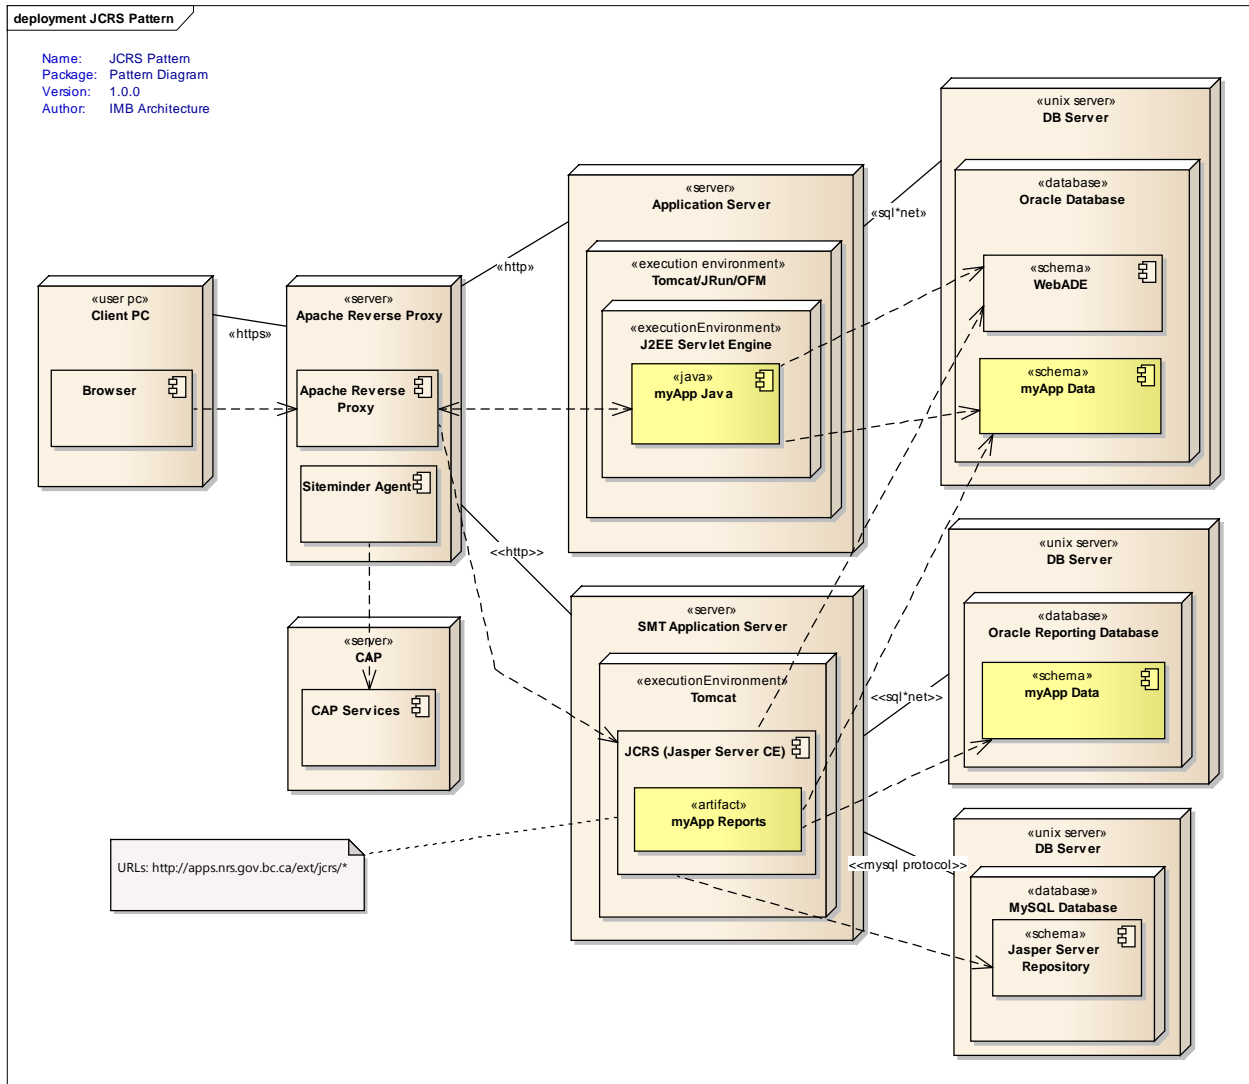 deployment JCRS Pattern
Name: JCRS Pattern
Package: Pattern Diagram
Version: 1.0.0
Author: IMB Architecture
«user pc»
Client PC
Browser
«https»
«server»
Apache Reverse Proxy
Apache Reverse
Proxy
Siteminder Agent
«server»
CAP
CAP Services
«http»
<<http>>
«server»
Application Server
«execution environment»
Tomcat/JRun/OFM
«executionEnvironment»
J2EE Servlet Engine
«java»
myApp Java
«sql*net»
«unix server»
DB Server
«database»
Oracle Database
«schema»
WebADE
«schema»
myApp Data
«server»
SMT Application Server
«executionEnvironment»
Tomcat
JCRS (Jasper Server CE)
«artifact»
myApp Reports
<<sql*net>>
«unix server»
DB Server
«database»
Oracle Reporting Database
«schema»
myApp Data
<<mysql protocol>>
«unix server»
DB Server
«database»
MySQL Database
«schema»
Jasper Server
Repository
URLs: http://apps.nrs.gov.bc.ca/ext/jcrs/*